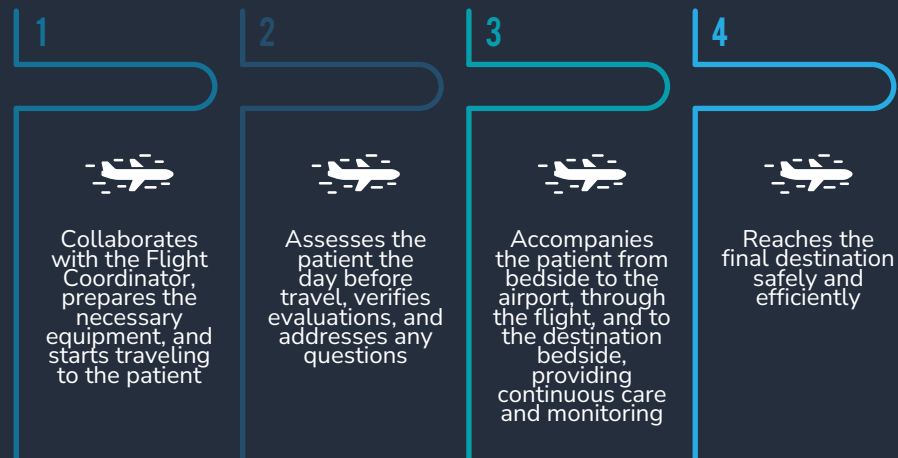 1
Collaborates
with the Flight
Coordinator,
prepares the
necessary
equipment, and
starts traveling
to the patient
2
Assesses the
patient the
day before
travel, verifies
evaluations, and
addresses any
questions
3
Accompanies
the patient from
bedside to the
airport, through
the flight, and to
the destination
bedside,
providing
continuous care
and monitoring
4
Reaches the
final destination
safely and
efficiently